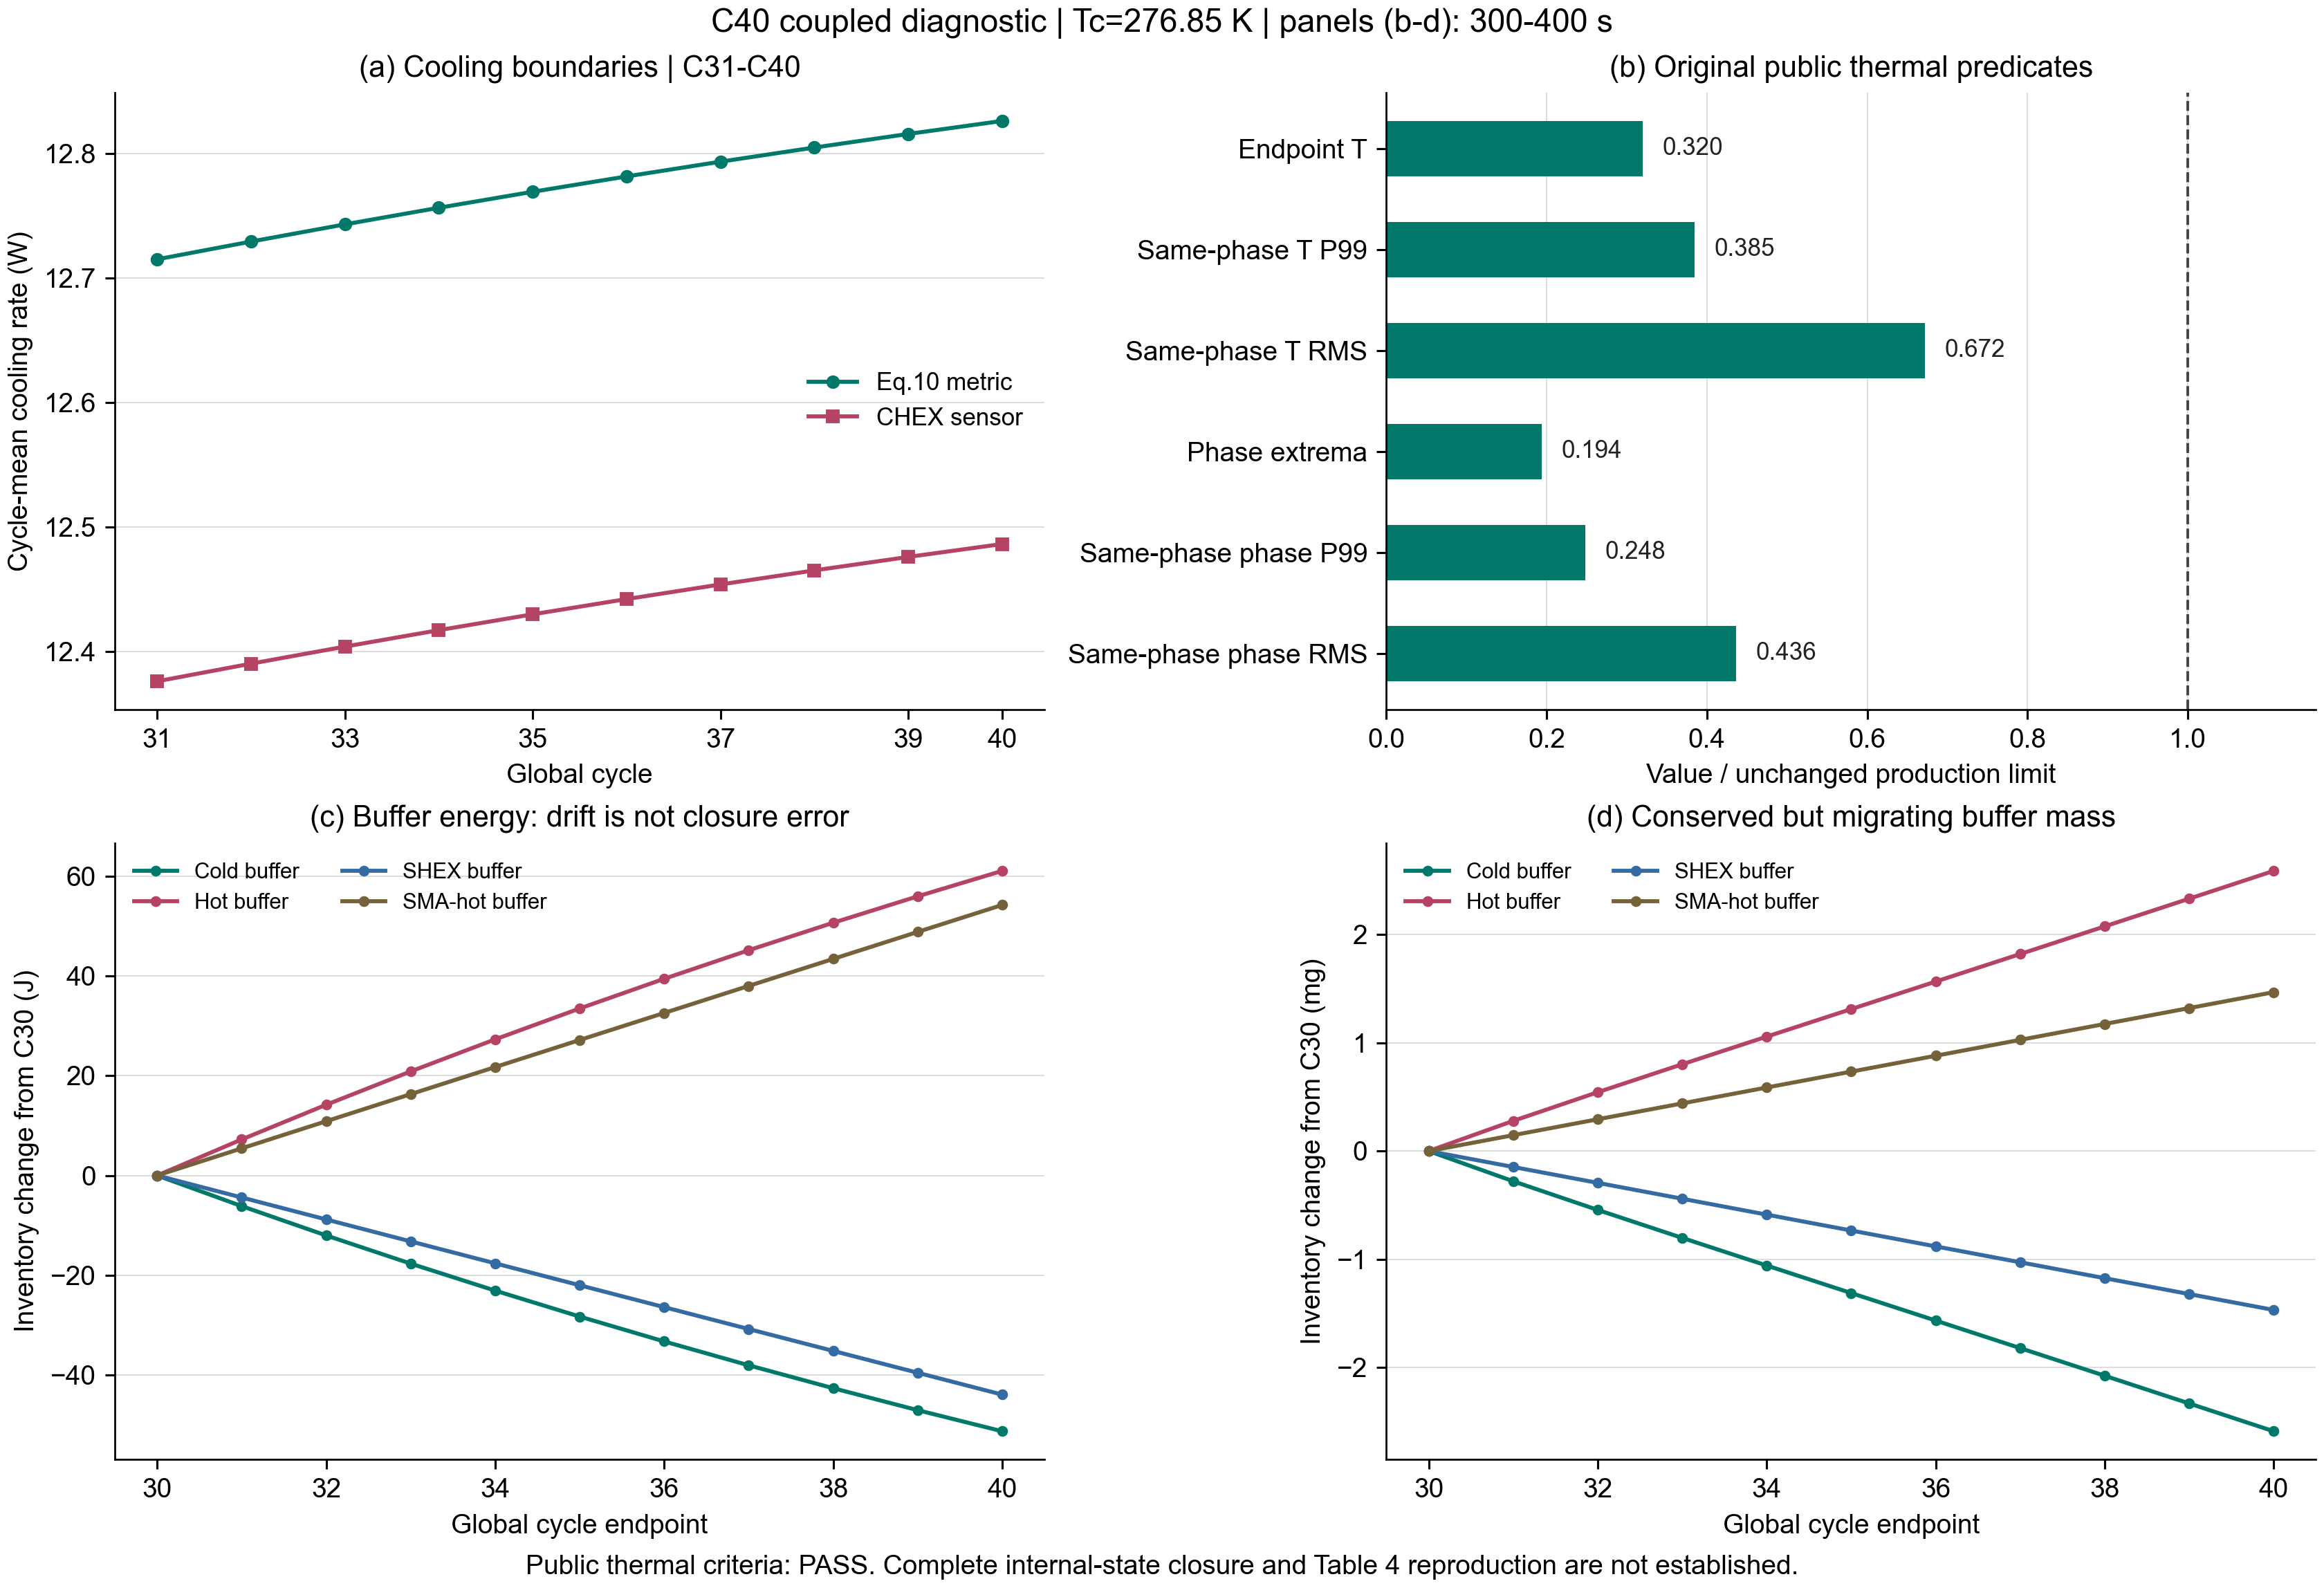 C40 coupled diagnostic | Tc=276.85 K | panels (b-d): 300-400 s
(a) Cooling boundaries | C31-C40
Cycle-mean cooling rate (W)
12.8
12.7
12.6
12.5
12.4
Eq.10 metric
CHEX sensor
31
33
35
37
39
40
Global cycle
(b) Original public thermal predicates
Endpoint T
0.320
Same-phase T P99
0.385
Same-phase T RMS
0.672
Phase extrema
0.194
Same-phase phase P99
0.248
Same-phase phase RMS
0.436
0.0
0.2
0.4
0.6
0.8
1.0
Value / unchanged production limit
(c) Buffer energy: drift is not closure error
Inventory change from C30 (J)
60
40
20
0
−20
−40
Cold buffer
Hot buffer
SHEX buffer
SMA-hot buffer
30
32
34
36
38
40
Global cycle endpoint
(d) Conserved but migrating buffer mass
Inventory change from C30 (mg)
2
1
0
−1
−2
Cold buffer
Hot buffer
SHEX buffer
SMA-hot buffer
30
32
34
36
38
40
Global cycle endpoint
Public thermal criteria: PASS. Complete internal-state closure and Table 4 reproduction are not established.